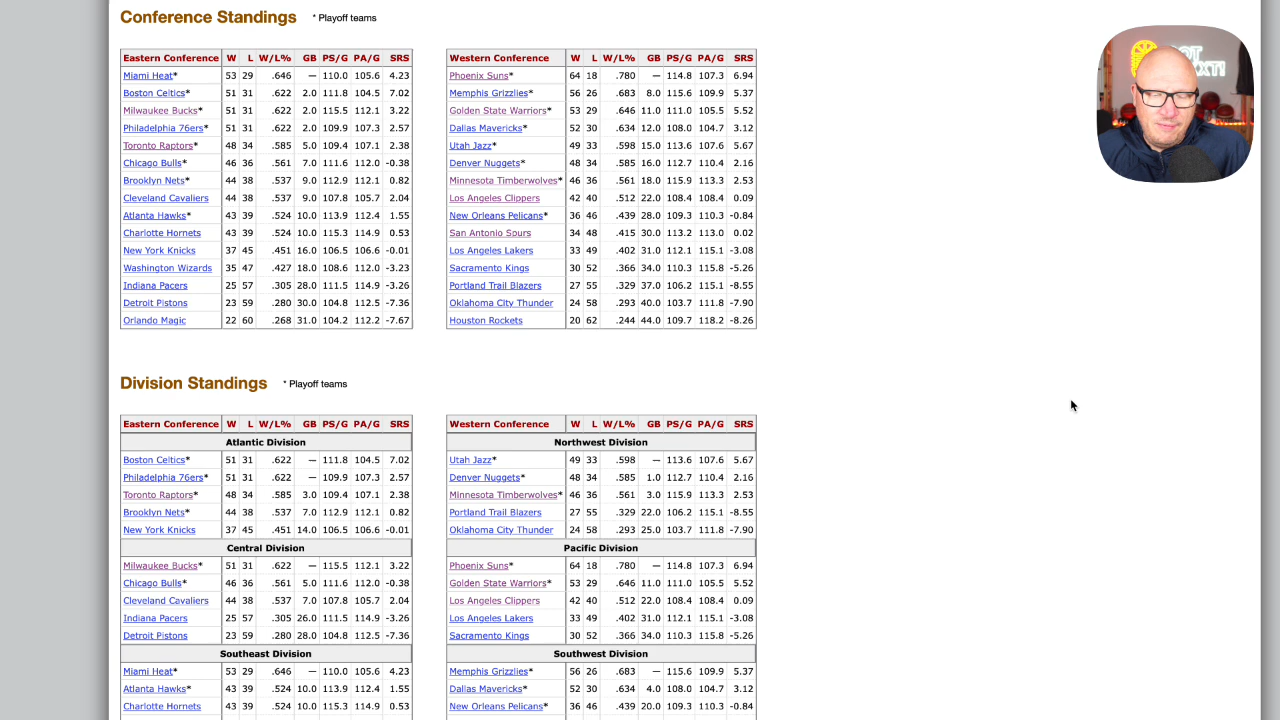 Conference Standings * Playoff teams
Eastern Conference W L W/L% GB PS/G PA/G SRS
Miami Heat* 53 29 .646 — 110.0 105.6 4.23
Boston Celtics* 51 31 .622 2.0 111.8 104.5 7.02
Milwaukee Bucks* 51 31 .622 2.0 115.5 112.1 3.22
Philadelphia 76ers* 51 31 .622 2.0 109.9 107.3 2.57
Toronto Raptors* 48 34 .585 5.0 109.4 107.1 2.38
Chicago Bulls* 46 36 .561 7.0 111.6 112.0 -0.38
Brooklyn Nets* 44 38 .537 9.0 112.9 112.1 0.82
Cleveland Cavaliers 44 38 .537 9.0 107.8 105.7 2.04
Atlanta Hawks* 43 39 .524 10.0 113.9 112.4 1.55
Charlotte Hornets 43 39 .524 10.0 115.3 114.9 0.53
New York Knicks 37 45 .451 16.0 106.5 106.6 -0.01
Washington Wizards 35 47 .427 18.0 108.6 112.0 -3.23
Indiana Pacers 25 57 .305 28.0 111.5 114.9 -3.26
Detroit Pistons 23 59 .280 30.0 104.8 112.5 -7.36
Orlando Magic 22 60 .268 31.0 104.2 112.2 -7.67
Western Conference W L W/L% GB PS/G PA/G SRS
Phoenix Suns* 64 18 .780 — 114.8 107.3 6.94
Memphis Grizzlies* 56 26 .683 8.0 115.6 109.9 5.37
Golden State Warriors* 53 29 .646 11.0 111.0 105.5 5.52
Dallas Mavericks* 52 30 .634 12.0 108.0 104.7 3.12
Utah Jazz* 49 33 .598 15.0 113.6 107.6 5.67
Denver Nuggets* 48 34 .585 16.0 112.7 110.4 2.16
Minnesota Timberwolves* 46 36 .561 18.0 115.9 113.3 2.53
Los Angeles Clippers 42 40 .512 22.0 108.4 108.4 0.09
New Orleans Pelicans* 36 46 .439 28.0 109.3 110.3 -0.84
San Antonio Spurs 34 48 .415 30.0 113.2 113.0 0.02
Los Angeles Lakers 33 49 .402 31.0 112.1 115.1 -3.08
Sacramento Kings 30 52 .366 34.0 110.3 115.8 -5.26
Portland Trail Blazers 27 55 .329 37.0 106.2 115.1 -8.55
Oklahoma City Thunder 24 58 .293 40.0 103.7 111.8 -7.90
Houston Rockets 20 62 .244 44.0 109.7 118.2 -8.26
Division Standings * Playoff teams
Eastern Conference W L W/L% GB PS/G PA/G SRS
Atlantic Division
Boston Celtics* 51 31 .622 — 111.8 104.5 7.02
Philadelphia 76ers* 51 31 .622 — 109.9 107.3 2.57
Toronto Raptors* 48 34 .585 3.0 109.4 107.1 2.38
Brooklyn Nets* 44 38 .537 7.0 112.9 112.1 0.82
New York Knicks 37 45 .451 14.0 106.5 106.6 -0.01
Central Division
Milwaukee Bucks* 51 31 .622 — 115.5 112.1 3.22
Chicago Bulls* 46 36 .561 5.0 111.6 112.0 -0.38
Cleveland Cavaliers 44 38 .537 7.0 107.8 105.7 2.04
Indiana Pacers 25 57 .305 26.0 111.5 114.9 -3.26
Detroit Pistons 23 59 .280 28.0 104.8 112.5 -7.36
Southeast Division
Miami Heat* 53 29 .646 — 110.0 105.6 4.23
Atlanta Hawks* 43 39 .524 10.0 113.9 112.4 1.55
Charlotte Hornets 43 39 .524 10.0 115.3 114.9 0.53
Western Conference W L W/L% GB PS/G PA/G SRS
Northwest Division
Utah Jazz* 49 33 .598 — 113.6 107.6 5.67
Denver Nuggets* 48 34 .585 1.0 112.7 110.4 2.16
Minnesota Timberwolves* 46 36 .561 3.0 115.9 113.3 2.53
Portland Trail Blazers 27 55 .329 22.0 106.2 115.1 -8.55
Oklahoma City Thunder 24 58 .293 25.0 103.7 111.8 -7.90
Pacific Division
Phoenix Suns* 64 18 .780 — 114.8 107.3 6.94
Golden State Warriors* 53 29 .646 11.0 111.0 105.5 5.52
Los Angeles Clippers 42 40 .512 22.0 108.4 108.4 0.09
Los Angeles Lakers 33 49 .402 31.0 112.1 115.1 -3.08
Sacramento Kings 30 52 .366 34.0 110.3 115.8 -5.26
Southwest Division
Memphis Grizzlies* 56 26 .683 — 115.6 109.9 5.37
Dallas Mavericks* 52 30 .634 4.0 108.0 104.7 3.12
New Orleans Pelicans* 36 46 .439 20.0 109.3 110.3 -0.84